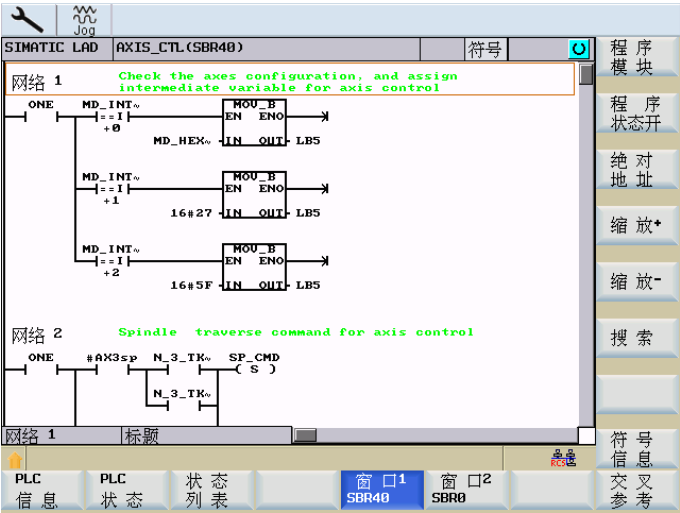 Jog
SIMATIC LAD AXIS_CTL(SBR40) 符号
网络 1 Check the axes configuration, and assign
intermediate variable for axis control
ONE MD_INT~ MOV_B
==I EN ENO
+0
MD_HEX~ IN OUT LB5
MD_INT~ MOV_B
==I EN ENO
+1
16#27 IN OUT LB5
MD_INT~ MOV_B
==I EN ENO
+2
16#5F IN OUT LB5
网络 2 Spindle traverse command for axis control
ONE #AX3sp N_3_TK~ SP_CMD
( S )
N_3_TK~
网络 1 标题
RCS
程 序
模 块
程 序
状态开
绝 对
地 址
缩 放+
缩 放-
搜 索
符 号
信 息
交 叉
参 考
PLC
信 息
PLC
状 态
状 态
列 表
窗 口1
SBR40
窗 口2
SBR0